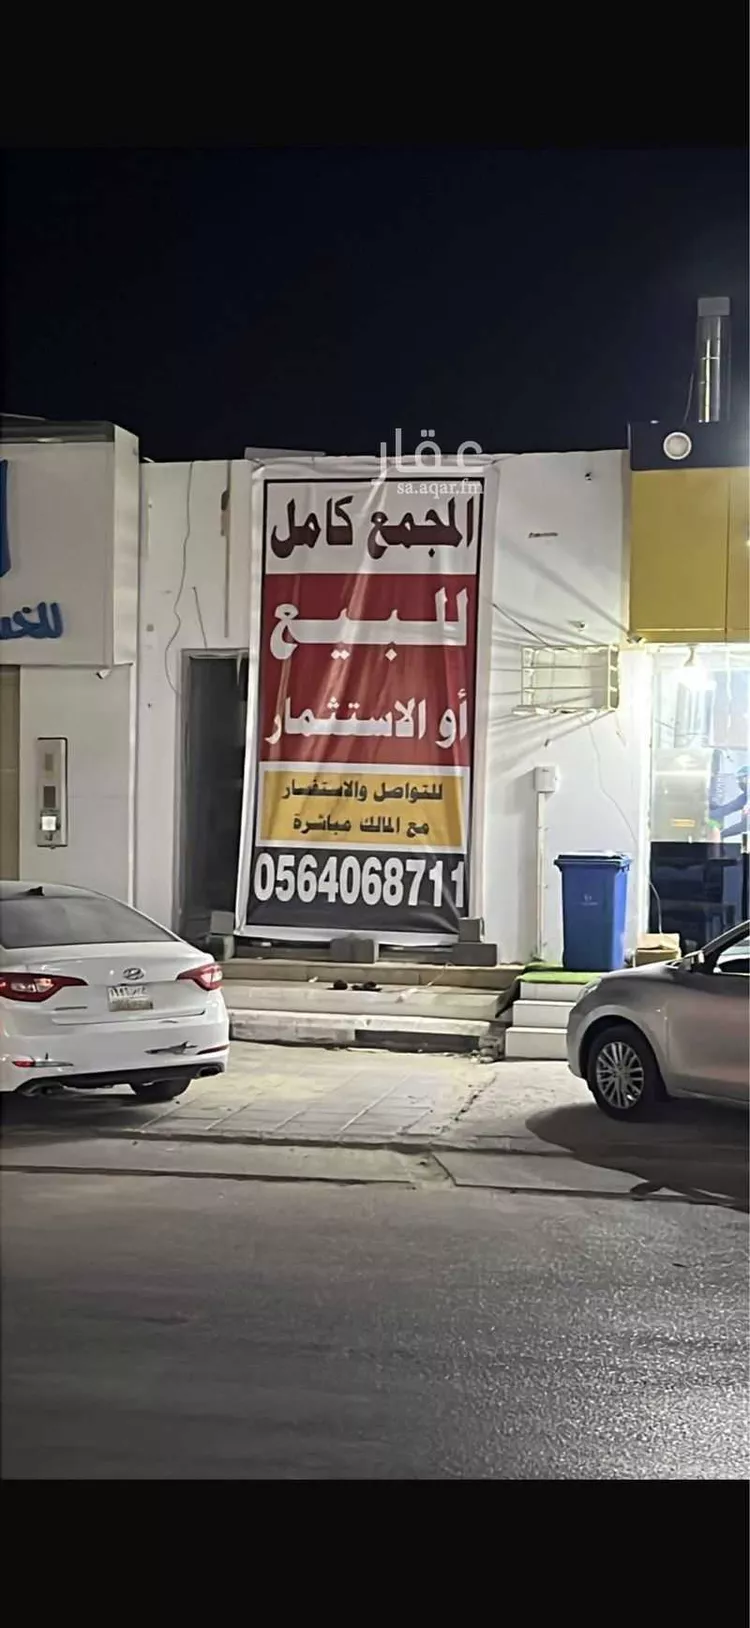 عقار
sa.aqar.fm
المجمع كامل
للبيع
أو الاستثمار
للتواصل والاستفسار
مع المالك مباشرة
0564068711